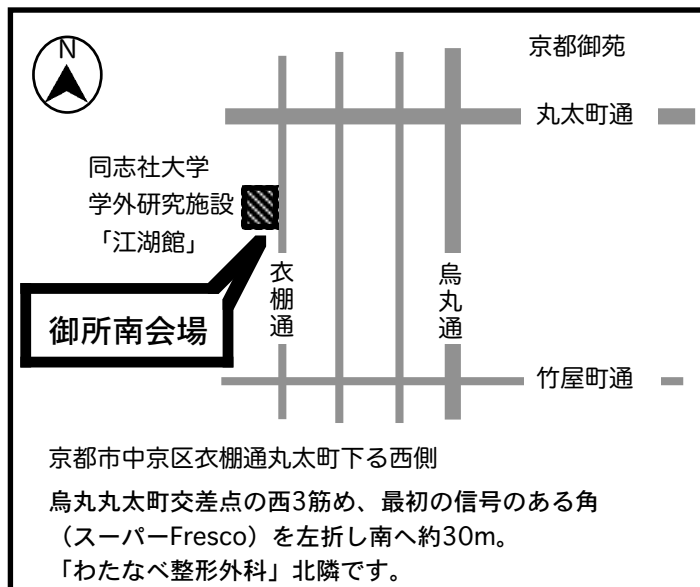 N
京都御苑
丸太町通
同志社大学
学外研究施設
「江湖館」
衣棚通
烏丸通
御所南会場
竹屋町通
京都市中京区衣棚通丸太町下る西側
烏丸丸太町交差点の西3筋め、最初の信号のある角
（スーパーFresco）を左折し南へ約30m。
「わたなべ整形外科」北隣です。